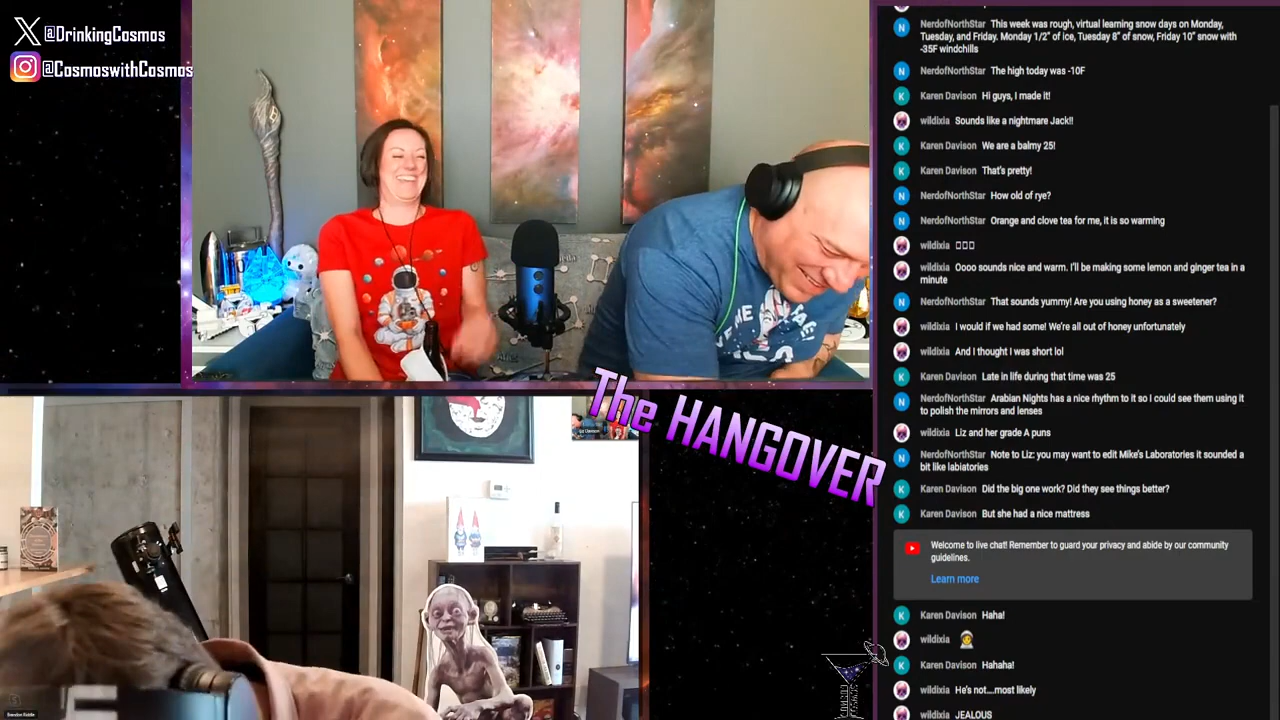 @DrinkingCosmos
@CosmoswithCosmos
The HANGOVER
NerdofNorthStar This week was rough, virtual learning snow days on Monday,
Tuesday, and Friday. Monday 1/2" of ice, Tuesday 8" of snow, Friday 10" snow with
-35F windchills
N
NerdofNorthStar The high today was -10F
N
Karen Davison Hi guys, I made it!
K
wildixia Sounds like a nightmare Jack!!
Karen Davison We are a balmy 25!
K
Karen Davison That's pretty!
K
NerdofNorthStar How old of rye?
N
NerdofNorthStar Orange and clove tea for me, it is so warming
N
wildixia
wildixia Oooo sounds nice and warm. I'll be making some lemon and ginger tea in a
minute
NerdofNorthStar That sounds yummy! Are you using honey as a sweetener?
N
wildixia I would if we had some! We're all out of honey unfortunately
wildixia And I thought I was short lol
Karen Davison Late in life during that time was 25
K
NerdofNorthStar Arabian Nights has a nice rhythm to it so I could see them using it
to polish the mirrors and lenses
N
wildixia Liz and her grade A puns
NerdofNorthStar Note to Liz: you may want to edit Mike's Laboratories it sounded a
bit like labiatories
N
Karen Davison Did the big one work? Did they see things better?
K
Karen Davison But she had a nice mattress
K
Welcome to live chat! Remember to guard your privacy and abide by our community
guidelines.
Learn more
Karen Davison Haha!
K
wildixia
Karen Davison Hahaha!
K
wildixia He's not....most likely
wildixia JEALOUS